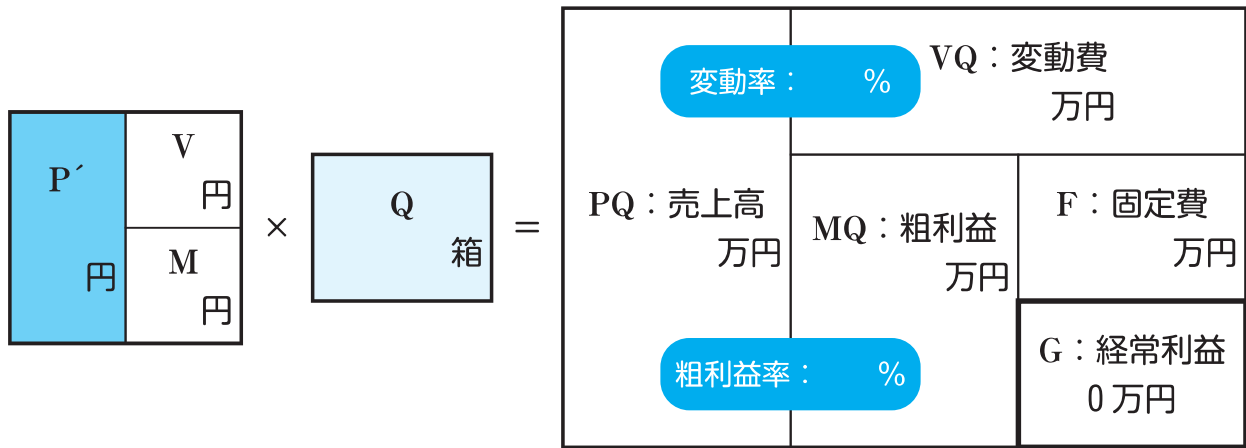 P´
円
V
円
M
円
×
Q
箱
=
PQ：売上高
万円
変動率：　　%
VQ：変動費
万円
MQ：粗利益
万円
F：固定費
万円
粗利益率：　　%
G：経常利益
0 万円